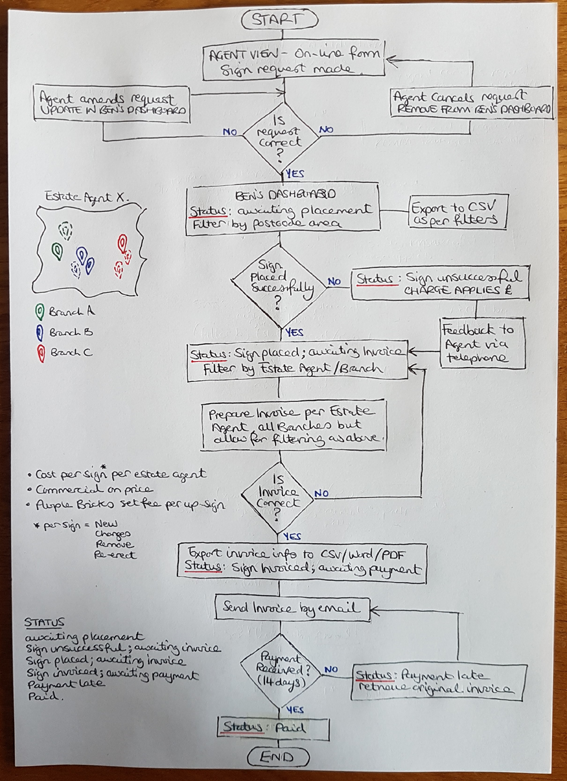 START
AGENT VIEW - On-line form
Sign request made.
Agent amends request
UPDATE IN BEN'S DASHBOARD
Agent Cancels request
REMOVE FROM BEN'S DASHBOARD
Is
request
correct
?
NO
NO
YES
BEN'S DASHBOARD
Status: awaiting placement
Filter by postcode area
Export to CSV
as per filters
Estate Agent X.
Branch A
Branch B
Branch C
Sign
Placed
Successfully
?
NO
Status: Sign unsuccessful
CHARGE APPLIES £
YES
Feedback to
Agent via
telephone
Status: Sign placed; awaiting Invoice
Filter by Estate Agent/Branch
Prepare Invoice per Estate
Agent, all Branches but
allow for filtering as above.
• Cost per sign* per estate agent
• Commercial on price
• Purple Bricks set fee per up-sign
* per sign = New
Changes
Remove
Re-erect
Is
Invoice
Correct
?
NO
YES
Export invoice info to CSV/Word/PDF
Status: Sign Invoiced; awaiting payment
Send Invoice by email
STATUS
awaiting placement
Sign unsuccessful; awaiting invoice
Sign placed; awaiting invoice
Sign invoiced; awaiting payment
Payment late
Paid.
Payment
Received?
(14 days)
NO
Status: Payment late
retrieve original invoice
YES
Status: Paid
END